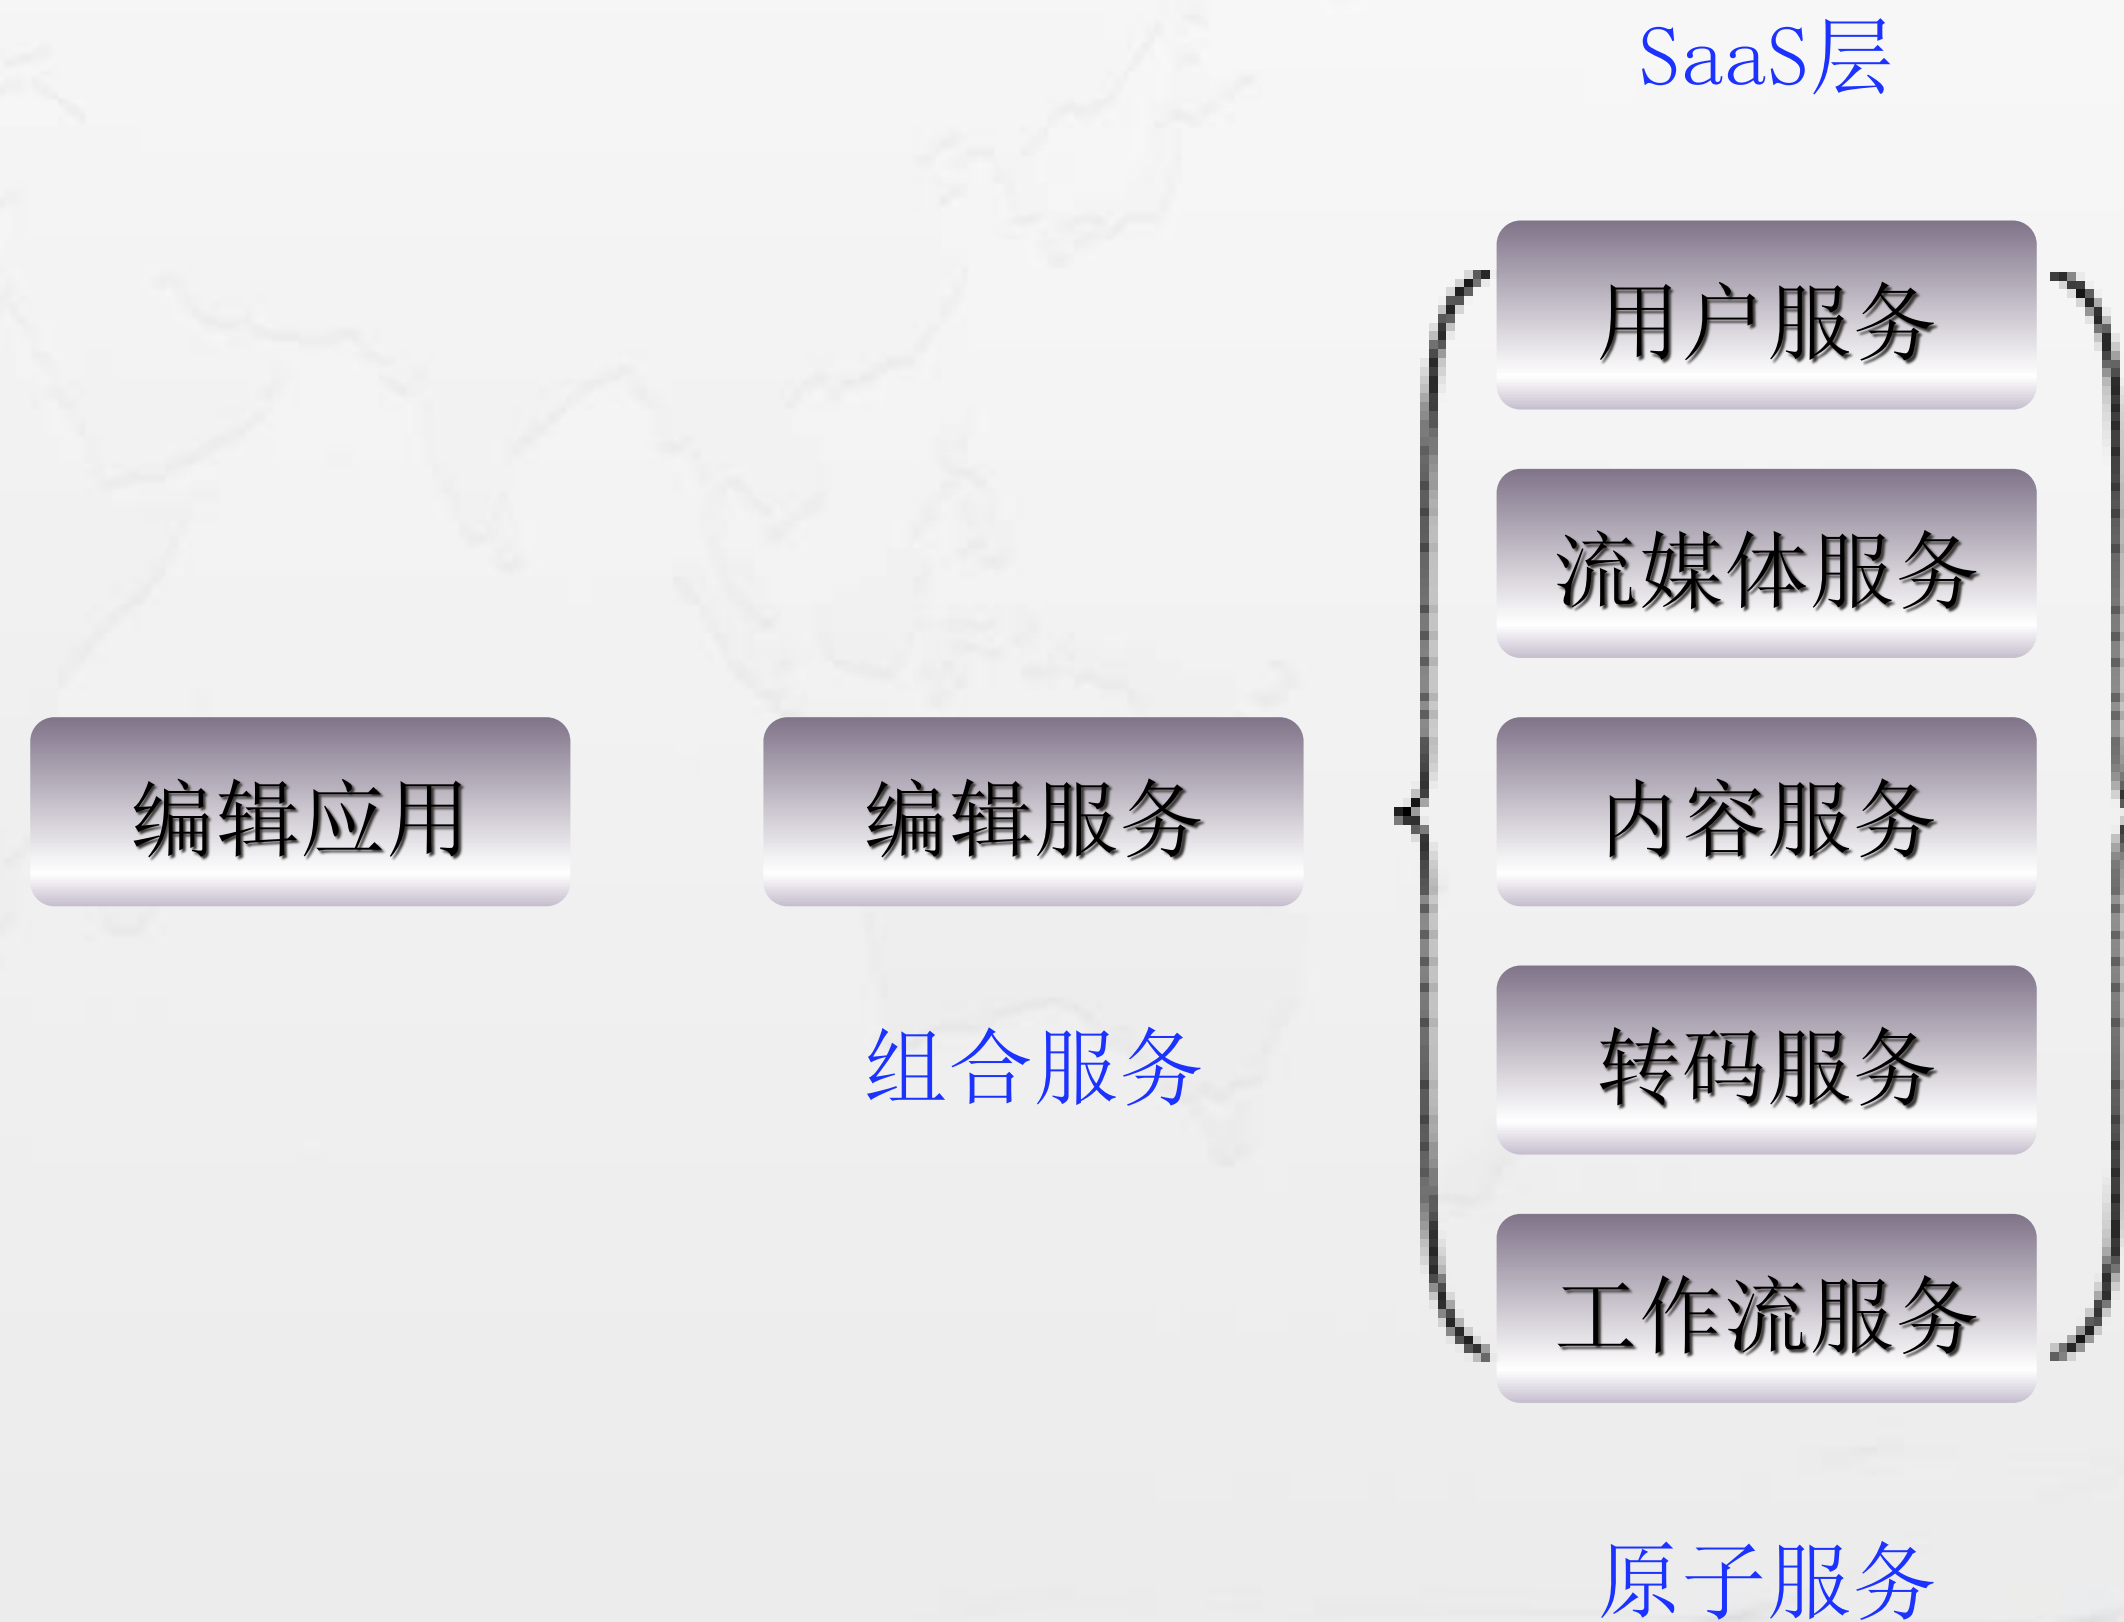 SaaS层
用户服务
流媒体服务
编辑应用
编辑服务
内容服务
组合服务
转码服务
工作流服务
原子服务